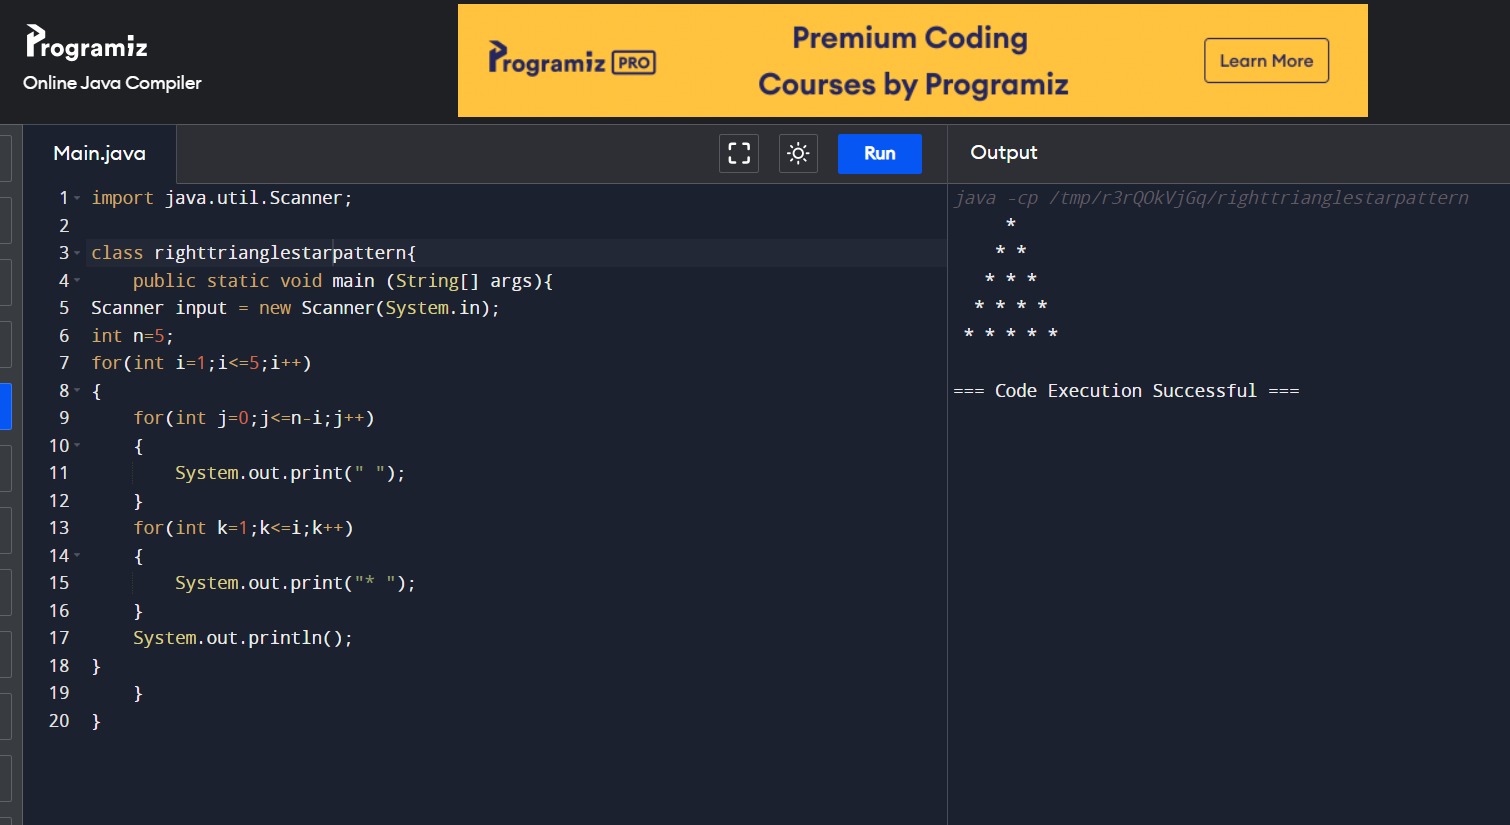 Programiz
Online Java Compiler
Programiz PRO
Premium Coding
Courses by Programiz
Learn More
Main.java
Run
Output
1 import java.util.Scanner;
2
3 class righttrianglestarpattern{
4     public static void main (String[] args){
5 Scanner input = new Scanner(System.in);
6 int n=5;
7 for(int i=1;i<=5;i++)
8 {
9     for(int j=0;j<=n-i;j++)
10     {
11         System.out.print(" ");
12     }
13     for(int k=1;k<=i;k++)
14     {
15         System.out.print("* ");
16     }
17     System.out.println();
18 }
19     }
20 }
java -cp /tmp/r3rQOkVjGq/righttrianglestarpattern
     *
    * *
   * * *
  * * * *
 * * * * *
=== Code Execution Successful ===